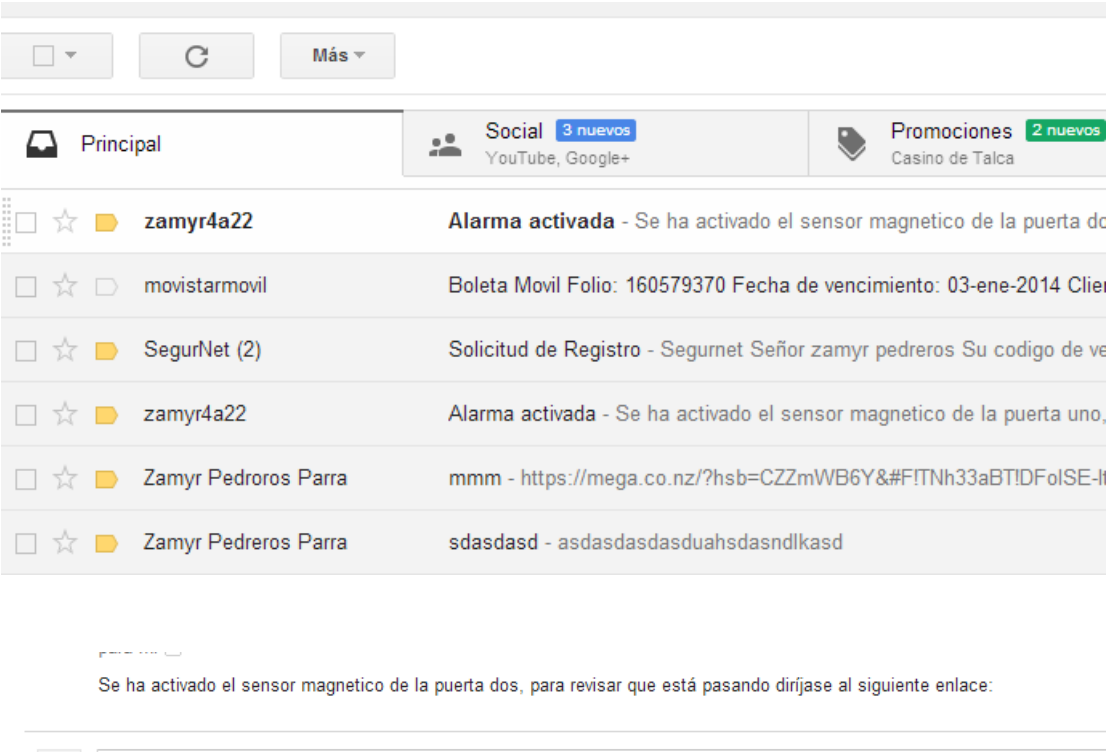 Más
Principal
Social 3 nuevos
YouTube, Google+
Promociones 2 nuevos
Casino de Talca
zamyr4a22 Alarma activada - Se ha activado el sensor magnetico de la puerta do
movistarmovil Boleta Movil Folio: 160579370 Fecha de vencimiento: 03-ene-2014 Clier
SegurNet (2) Solicitud de Registro - Segurnet Señor zamyr pedreros Su codigo de ve
zamyr4a22 Alarma activada - Se ha activado el sensor magnetico de la puerta uno,
Zamyr Pedroros Parra mmm - https://mega.co.nz/?hsb=CZZmWB6Y&#F!TNh33aBT!DFoISE-It
Zamyr Pedreros Parra sdasdasd - asdasdasdasduahsdasndlkasd
Se ha activado el sensor magnetico de la puerta dos, para revisar que está pasando diríjase al siguiente enlace: